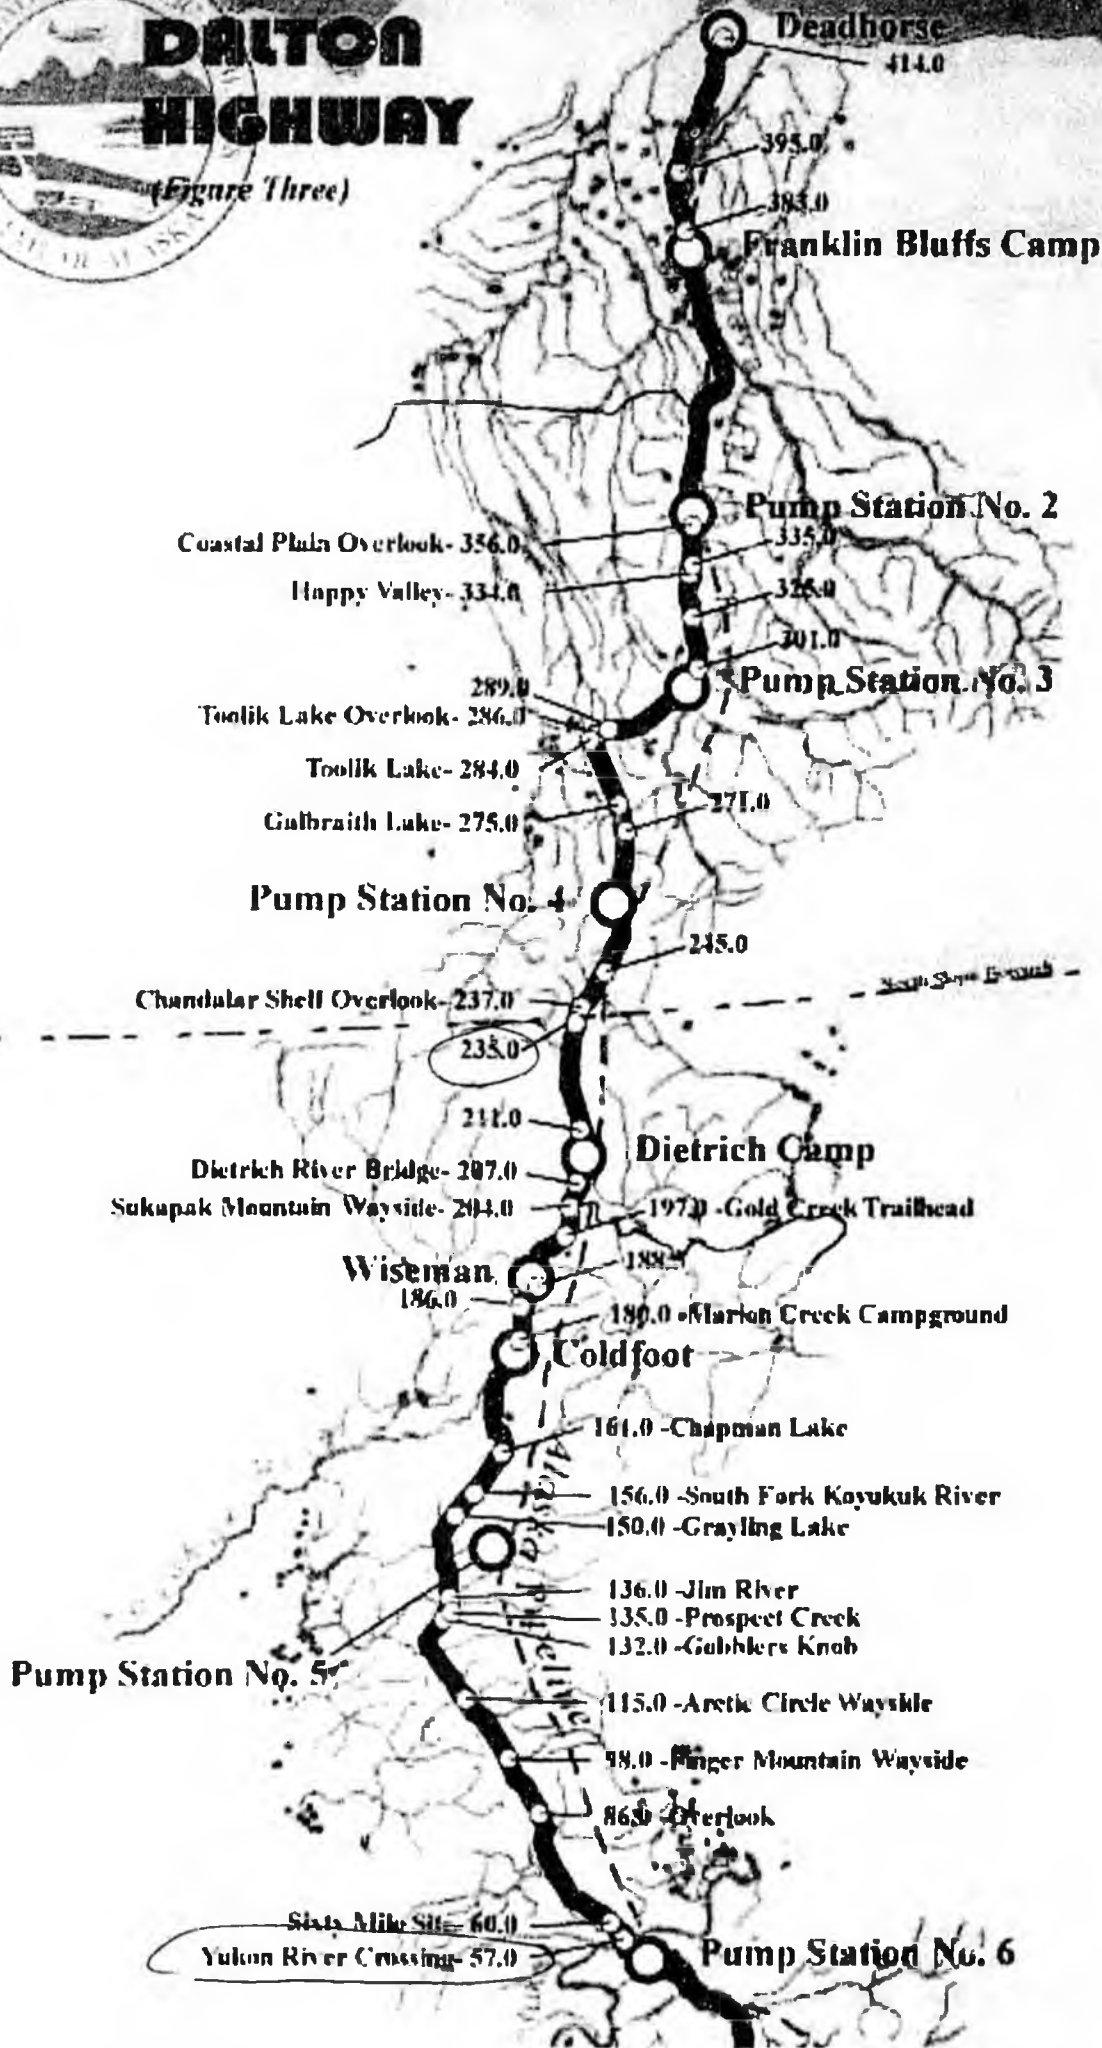 DALTON
HIGHWAY
(Figure Three)
Deadhorse
414.0
395.0
383.0
Franklin Bluffs Camp
Pump Station No. 2
Coastal Plain Overlook- 356.0
335.0
Happy Valley- 334.0
325.0
301.0
Pump Station No. 3
289.0
Toolik Lake Overlook- 286.0
Toolik Lake- 284.0
271.0
Galbraith Lake- 275.0
Pump Station No. 4
245.0
North Slope Borough
Chandalar Shelf Overlook- 237.0
235.0
211.0
Dietrich Camp
Dietrich River Bridge- 207.0
Sukapak Mountain Wayside- 204.0
197.0 -Gold Creek Trailhead
Wiseman
188.5
186.0
180.0 -Marion Creek Campground
Coldfoot
161.0 -Chapman Lake
Alaska Pipeline
156.0 -South Fork Koyukuk River
150.0 -Grayling Lake
136.0 -Jim River
135.0 -Prospect Creek
132.0 -Gobblers Knob
Pump Station No. 5
115.0 -Arctic Circle Wayside
98.0 -Finger Mountain Wayside
86.0 -Overlook
Sixty Mile Site- 60.0
Yukon River Crossing- 57.0
Pump Station No. 6